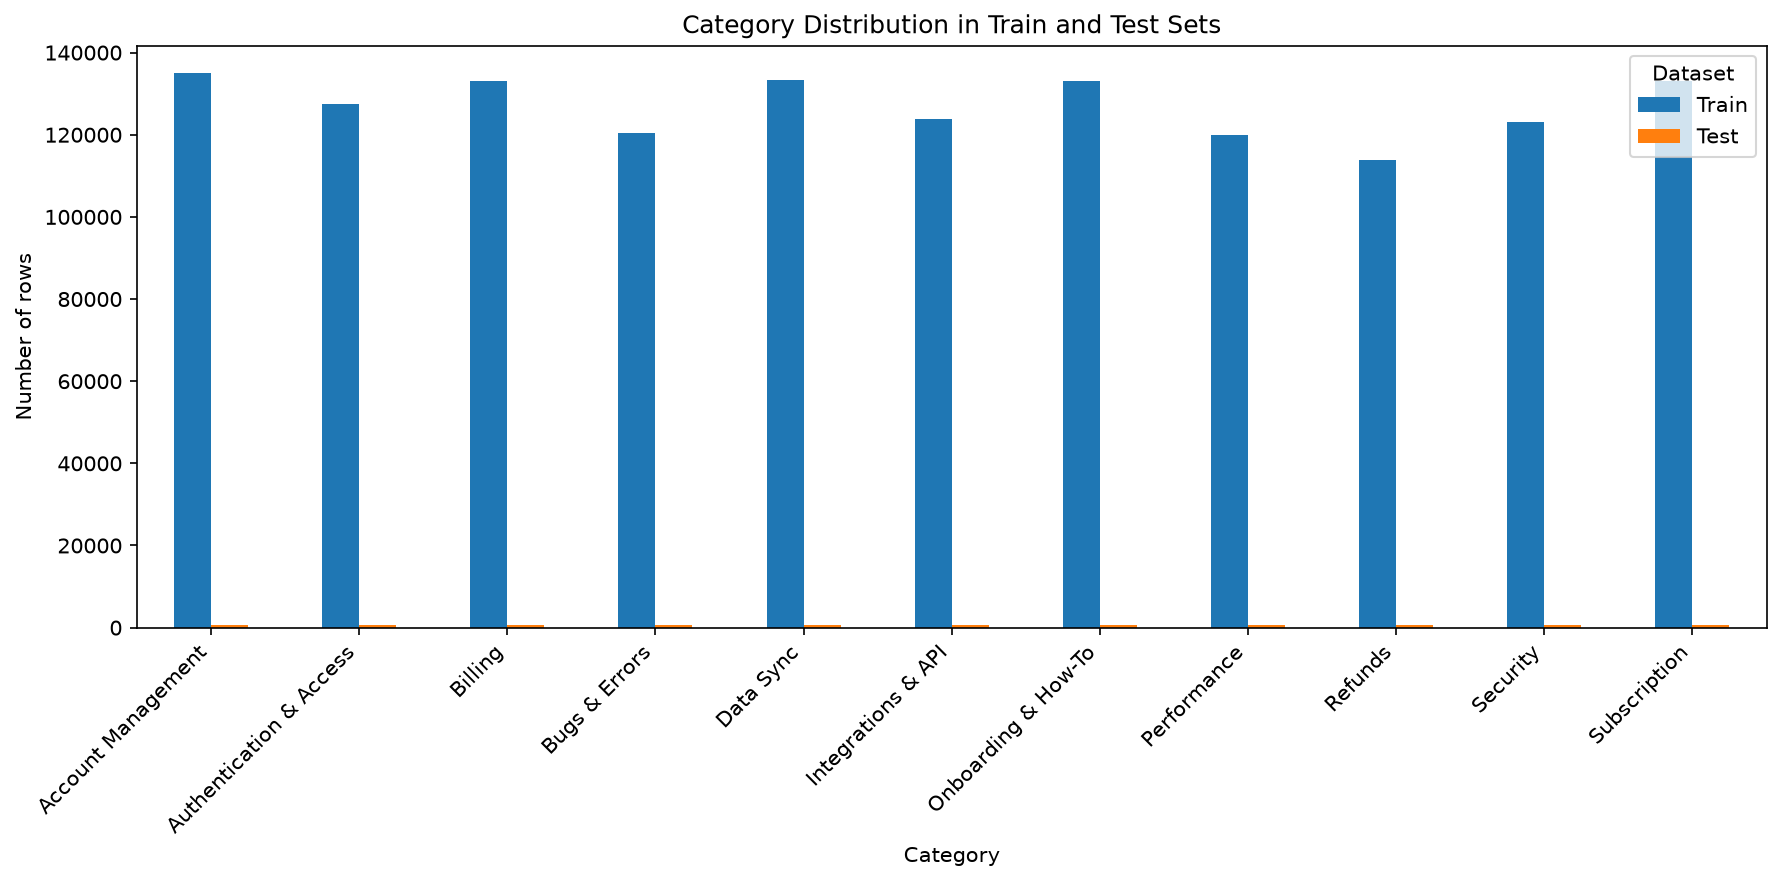 Category Distribution in Train and Test Sets
Dataset
Train
Test
Number of rows
140000
120000
100000
80000
60000
40000
20000
0
Account Management
Authentication & Access
Billing
Bugs & Errors
Data Sync
Integrations & API
Onboarding & How-To
Performance
Refunds
Security
Subscription
Category